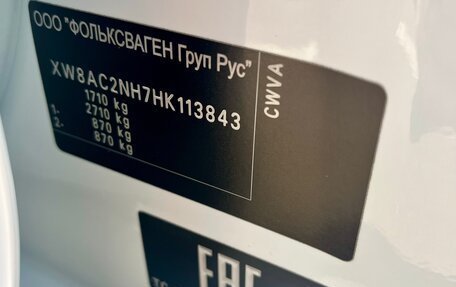 ООО "ФОЛЬКСВАГЕН Груп Рус"
XW8AC2NH7HK113843
1710 kg
1- 2710 kg
2- 870 kg
870 kg
CWVA
EAC